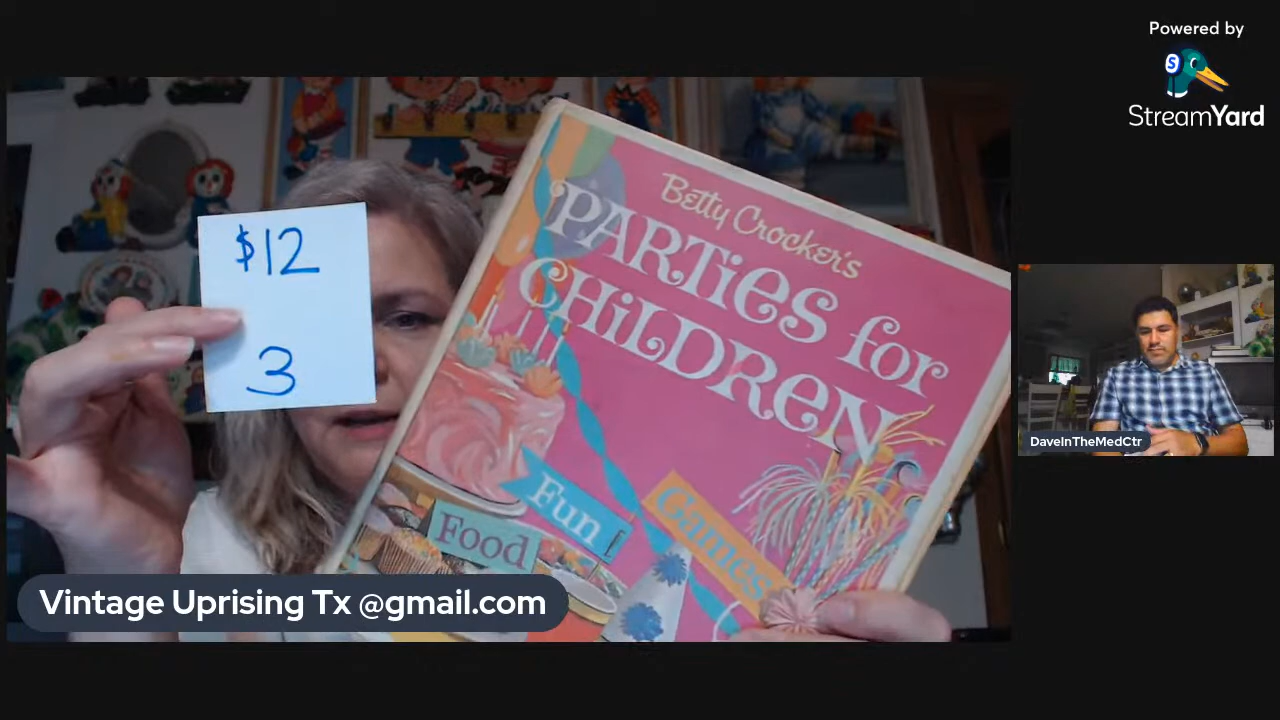 Powered by
StreamYard
$12
3
Betty Crocker's
PARTiES for
CHiLDREN
Fun
Food
Games
DaveInTheMedCtr
Vintage Uprising Tx @gmail.com